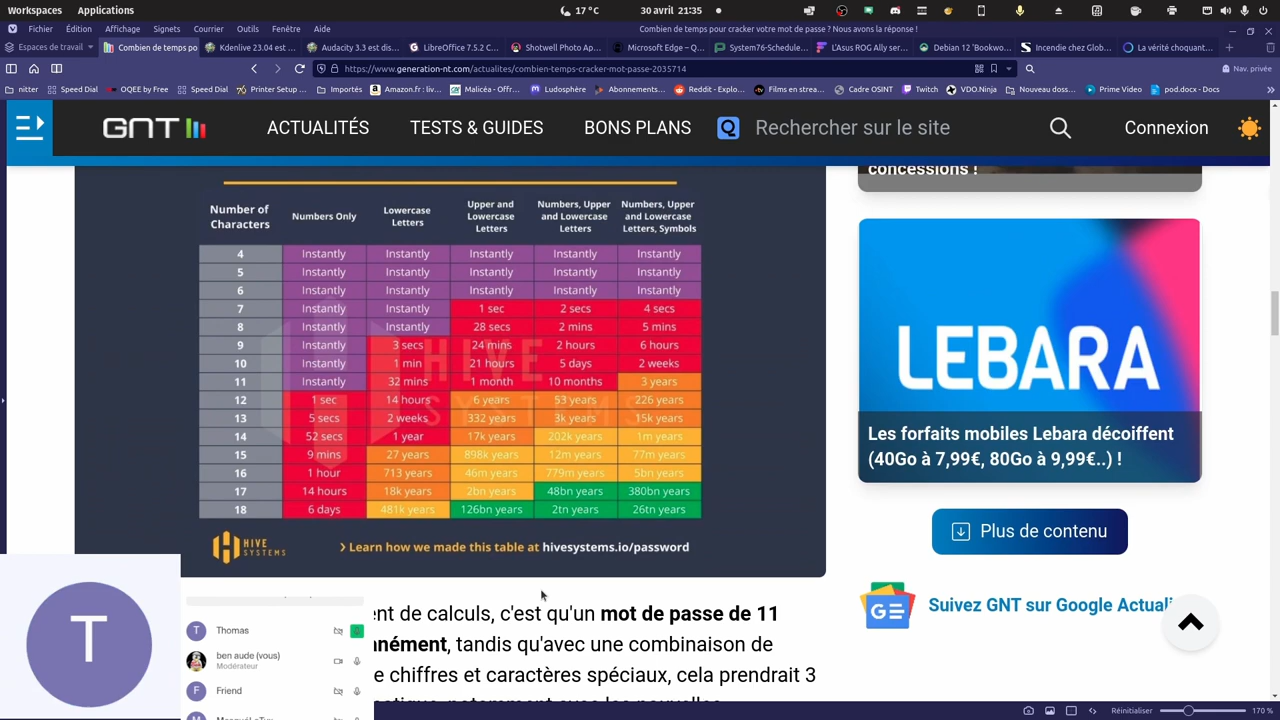 Workspaces Applications 17 °C 30 avril 21:35
Fichier Édition Affichage Signets Courrier Outils Fenêtre Aide Combien de temps pour cracker votre mot de passe ? Nous avons la réponse !
Espaces de travail Combien de temps po Kdenlive 23.04 est ... Audacity 3.3 est dis... LibreOffice 7.5.2 C... Shotwell Photo Ap... Microsoft Edge – Q... System76-Schedule... L'Asus ROG Ally ser... Debian 12 'Bookwo... Incendie chez Glob... La vérité choquant...
https://www.generation-nt.com/actualites/combien-temps-cracker-mot-passe-2035714 Nav. privée
nitter Speed Dial OQEE by Free Speed Dial Printer Setup ... Importés Amazon.fr : liv... Malicéa - Offr... Ludosphère Abonnements... Reddit - Explo... Films en strea... Cadre OSINT Twitch VDO.Ninja Nouveau doss... Prime Video pod.docx - Docs
GNT ACTUALITÉS TESTS & GUIDES BONS PLANS Q Rechercher sur le site Connexion
concessions !
Number of Characters Numbers Only Lowercase Letters Upper and Lowercase Letters Numbers, Upper and Lowercase Letters Numbers, Upper and Lowercase Letters, Symbols
4 Instantly Instantly Instantly Instantly Instantly
5 Instantly Instantly Instantly Instantly Instantly
6 Instantly Instantly Instantly Instantly Instantly
7 Instantly Instantly 1 sec 2 secs 4 secs
8 Instantly Instantly 28 secs 2 mins 5 mins
9 Instantly 3 secs 24 mins 2 hours 6 hours
10 Instantly 1 min 21 hours 5 days 2 weeks
11 Instantly 32 mins 1 month 10 months 3 years
12 1 sec 14 hours 6 years 53 years 226 years
13 5 secs 2 weeks 332 years 3k years 15k years
14 52 secs 1 year 17k years 202k years 1m years
15 9 mins 27 years 898k years 12m years 77m years
16 1 hour 713 years 46m years 779m years 5bn years
17 14 hours 18k years 2bn years 48bn years 380bn years
18 6 days 481k years 126bn years 2tn years 26tn years
HIVE SYSTEMS
HIVE SYSTEMS
› Learn how we made this table at hivesystems.io/password
LEBARA
Les forfaits mobiles Lebara décoiffent
(40Go à 7,99€, 80Go à 9,99€..) !
Plus de contenu
GE Suivez GNT sur Google Actuali
ent de calculs, c'est qu'un mot de passe de 11
anément, tandis qu'avec une combinaison de
e chiffres et caractères spéciaux, cela prendrait 3
T
T Thomas
ben aude (vous)
Modérateur
F Friend
Réinitialiser 170 %